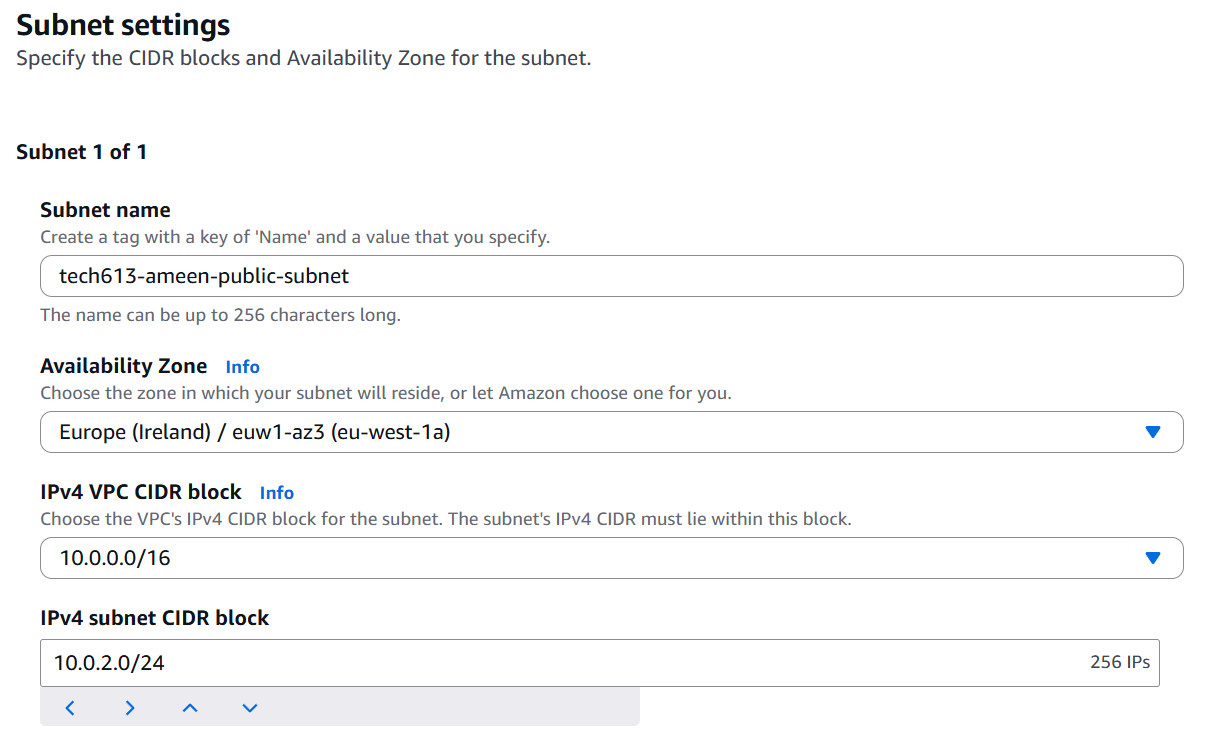 Subnet settings
Specify the CIDR blocks and Availability Zone for the subnet.
Subnet 1 of 1
Subnet name
Create a tag with a key of 'Name' and a value that you specify.
tech613-ameen-public-subnet
The name can be up to 256 characters long.
Availability Zone Info
Choose the zone in which your subnet will reside, or let Amazon choose one for you.
Europe (Ireland) / euw1-az3 (eu-west-1a)
IPv4 VPC CIDR block Info
Choose the VPC's IPv4 CIDR block for the subnet. The subnet's IPv4 CIDR must lie within this block.
10.0.0.0/16
IPv4 subnet CIDR block
10.0.2.0/24 256 IPs